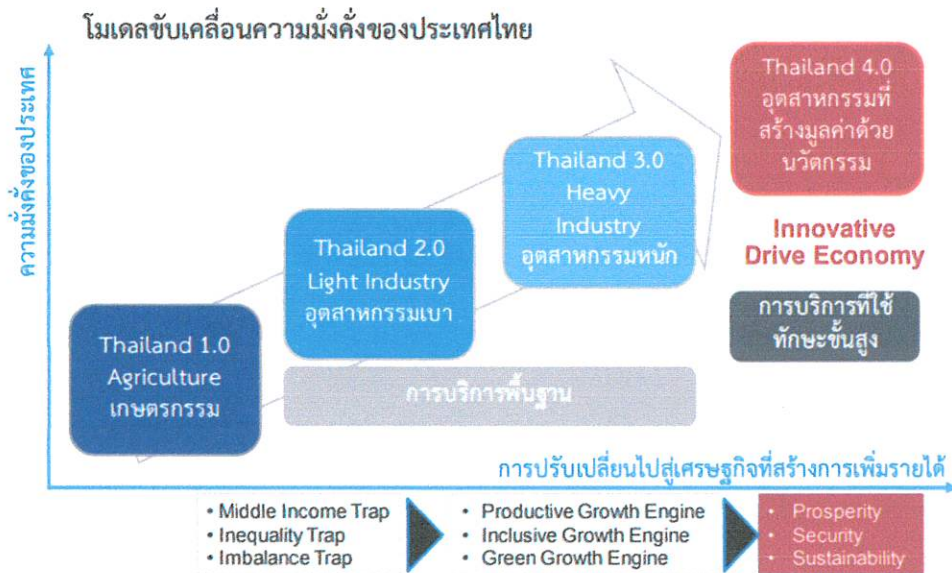 โมเดลขับเคลื่อนความมั่งคั่งของประเทศไทย
ความมั่งคั่งของประเทศ
Thailand 1.0
Agriculture
เกษตรกรรม
Thailand 2.0
Light Industry
อุตสาหกรรมเบา
Thailand 3.0
Heavy
Industry
อุตสาหกรรมหนัก
Thailand 4.0
อุตสาหกรรมที่
สร้างมูลค่าด้วย
นวัตกรรม
Innovative
Drive Economy
การบริการที่ใช้
ทักษะขั้นสูง
การบริการพื้นฐาน
การปรับเปลี่ยนไปสู่เศรษฐกิจที่สร้างการเพิ่มรายได้
• Middle Income Trap
• Inequality Trap
• Imbalance Trap
• Productive Growth Engine
• Inclusive Growth Engine
• Green Growth Engine
• Prosperity
• Security
• Sustainability